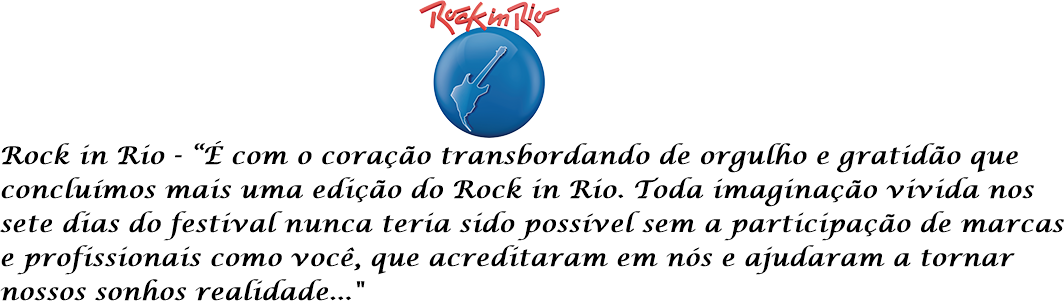 Rock in Rio
Rock in Rio - “É com o coração transbordando de orgulho e gratidão que
concluímos mais uma edição do Rock in Rio. Toda imaginação vivida nos
sete dias do festival nunca teria sido possível sem a participação de marcas
e profissionais como você, que acreditaram em nós e ajudaram a tornar
nossos sonhos realidade..."